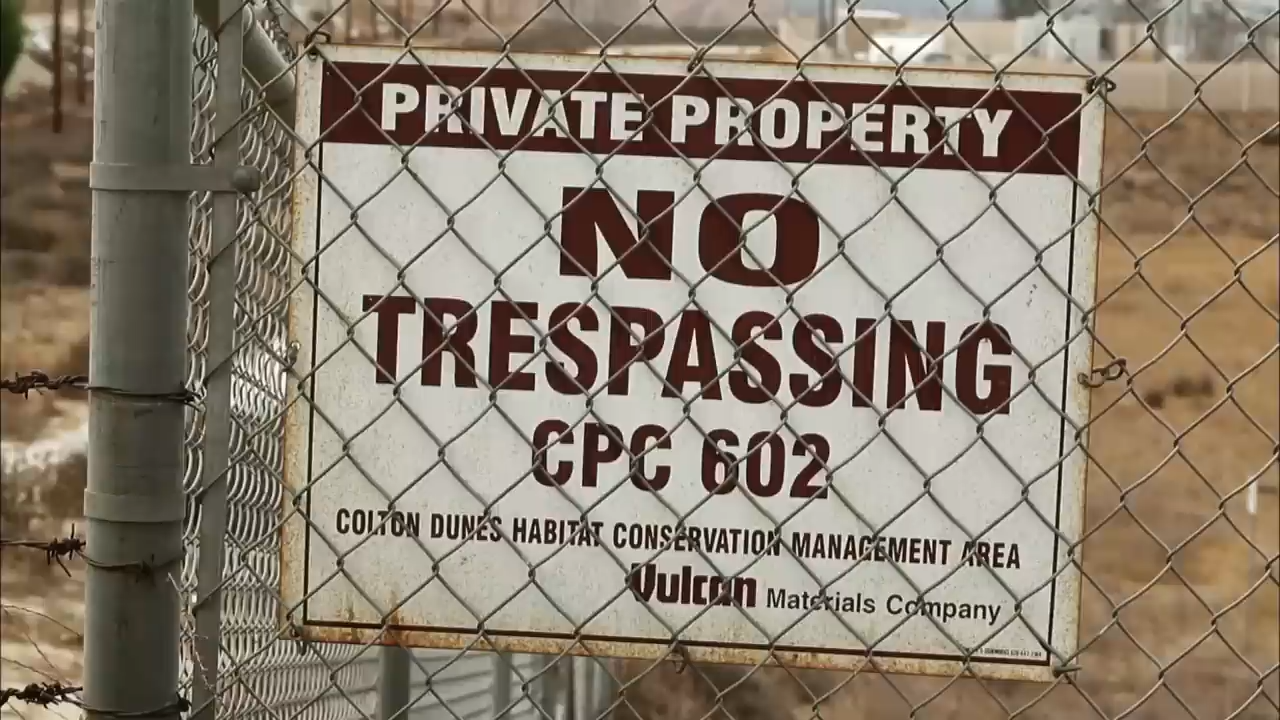 PRIVATE PROPERTY
NO
TRESPASSING
CPC 602
COLTON DUNES HABITAT CONSERVATION MANAGEMENT AREA
Vulcan Materials Company